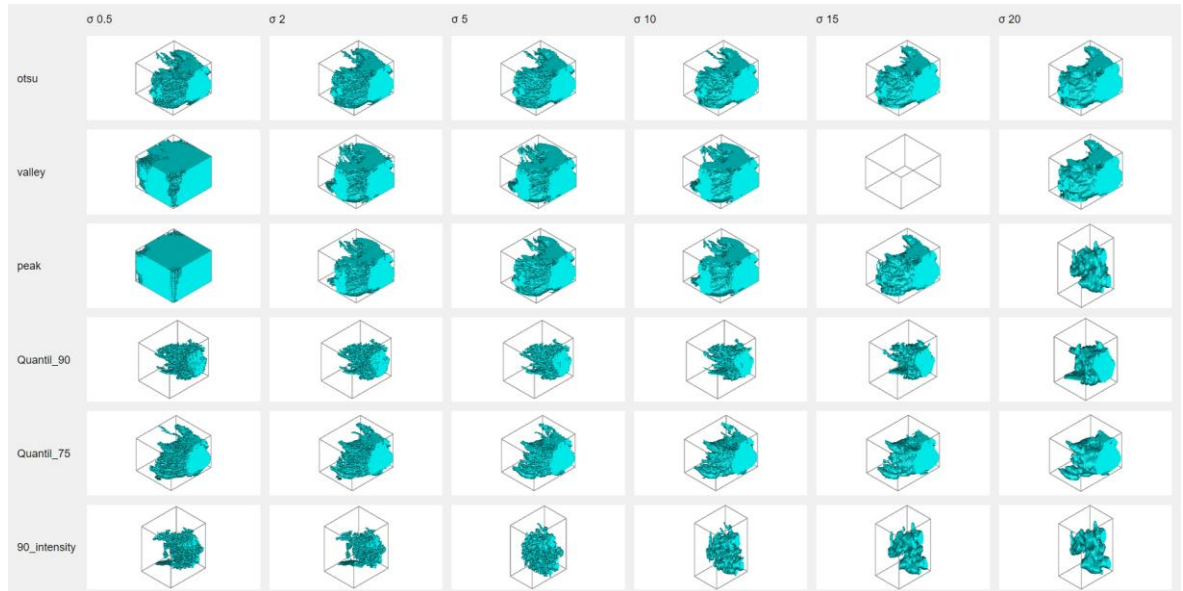 σ 0.5 σ 2 σ 5 σ 10 σ 15 σ 20
otsu
valley
peak
Quantil_90
Quantil_75
90_intensity